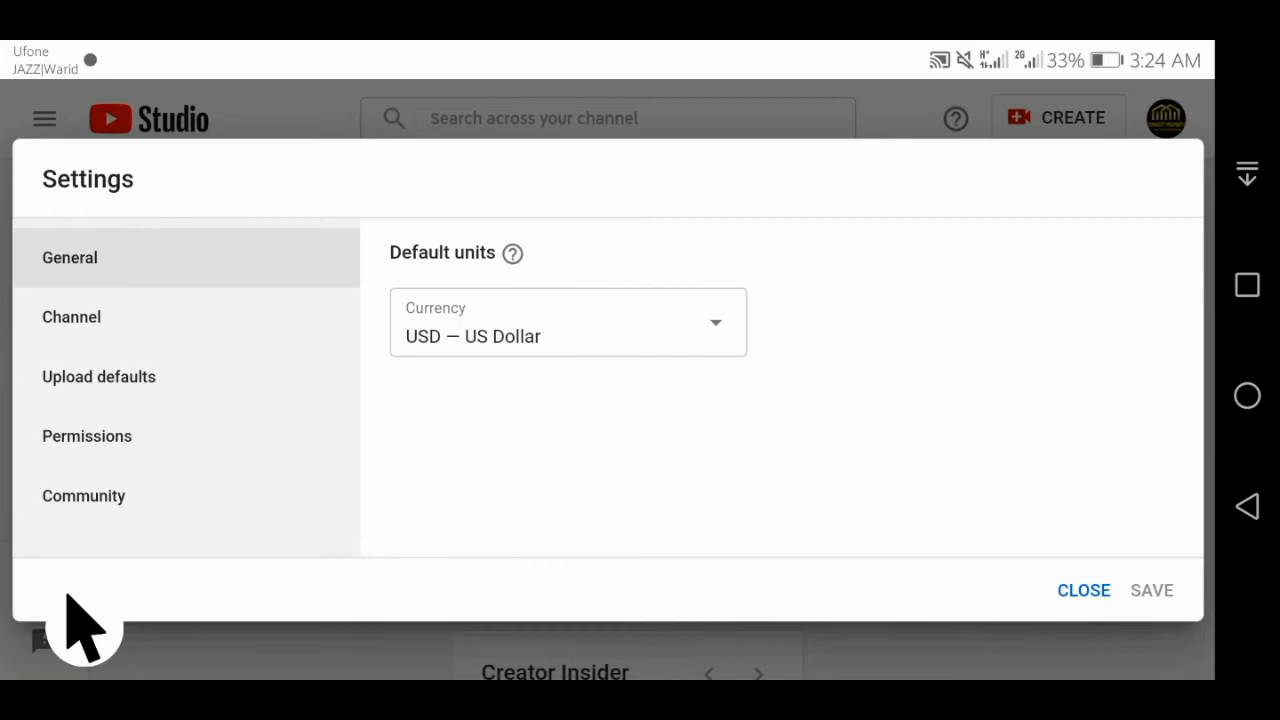 Ufone
JAZZ|Warid
H+
2G
33%
3:24 AM
Studio
Search across your channel
CREATE
Settings
General
Channel
Upload defaults
Permissions
Community
Default units
Currency
USD — US Dollar
CLOSE
SAVE
Creator Insider